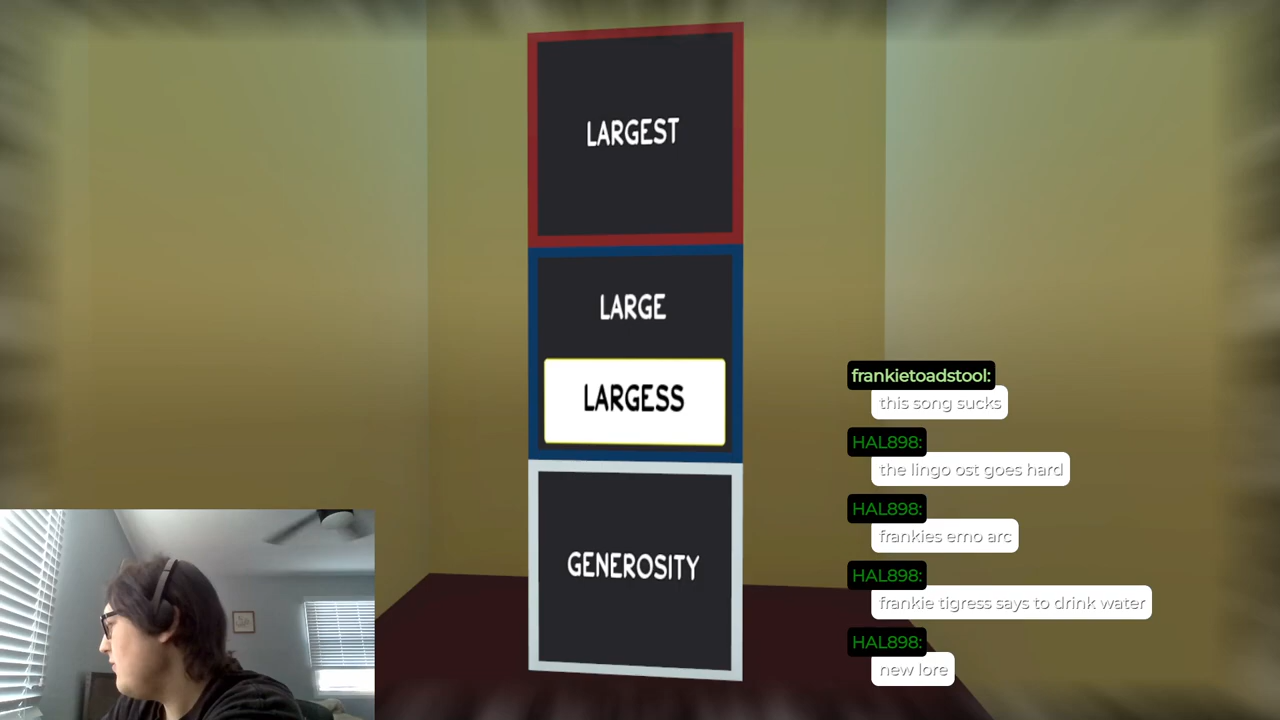 LARGEST
LARGE
LARGESS
GENEROSITY
frankietoadstool:
this song sucks
HAL898:
the lingo ost goes hard
HAL898:
frankies emo arc
HAL898:
frankie tigress says to drink water
HAL898:
new lore